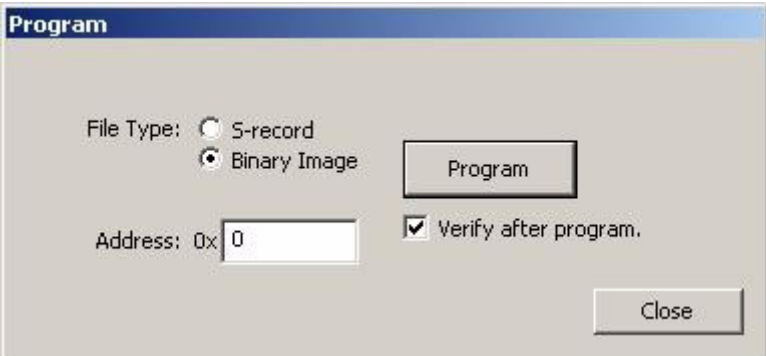 Program
File Type: S-record
Binary Image
Program
Address: 0x 0
Verify after program.
Close